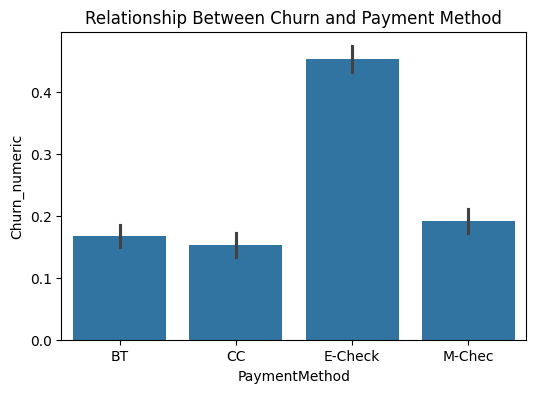 Relationship Between Churn and Payment Method
Churn_numeric
0.4
0.3
0.2
0.1
0.0
BT CC E-Check M-Chec
PaymentMethod